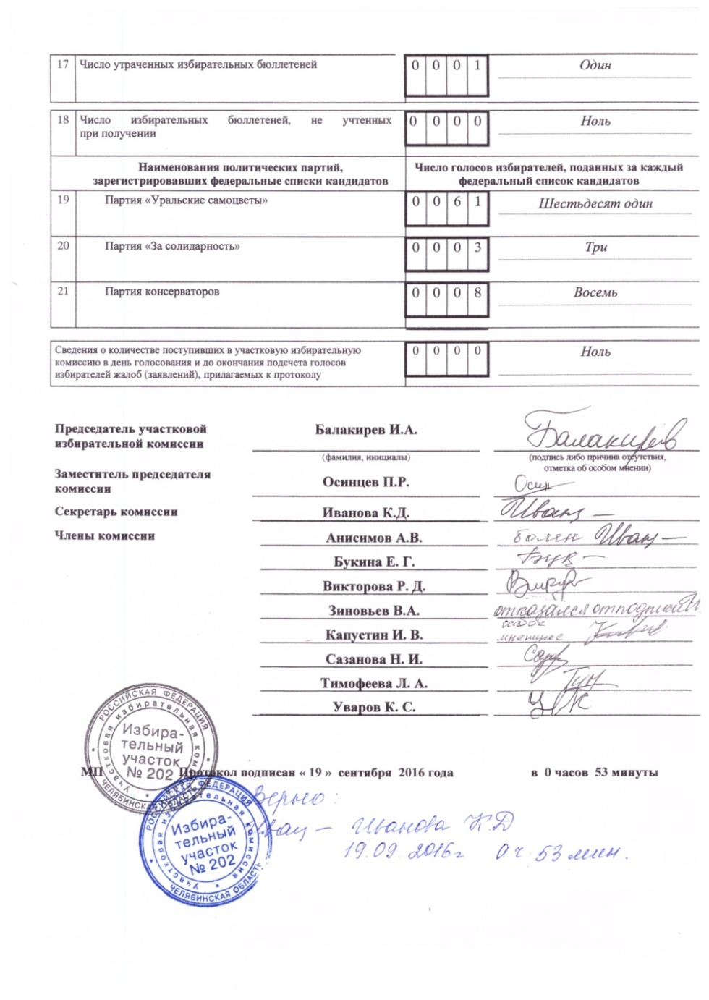 17 Число утраченных избирательных бюллетеней 0 0 0 1 Один
18 Число избирательных бюллетеней, не учтенных 0 0 0 0 Ноль
при получении
Наименования политических партий, Число голосов избирателей, поданных за каждый
зарегистрировавших федеральные списки кандидатов федеральный список кандидатов
19 Партия «Уральские самоцветы» 0 0 6 1 Шестьдесят один
20 Партия «За солидарность» 0 0 0 3 Три
21 Партия консерваторов 0 0 0 8 Восемь
Сведения о количестве поступивших в участковую избирательную 0 0 0 0 Ноль
комиссию в день голосования и до окончания подсчета голосов
избирателей жалоб (заявлений), прилагаемых к протоколу
Председатель участковой Балакирев И.А. Балакирев
избирательной комиссии
(фамилия, инициалы) (подпись либо причина отсутствия,
отметка об особом мнении)
Заместитель председателя
комиссии Осинцев П.Р. Осин
Секретарь комиссии Иванова К.Д. Иван
Члены комиссии Анисимов А.В. болен Иван
Букина Е. Г. Бук
Викторова Р. Д.
Зиновьев В.А. отказался от подписи
Капустин И. В. особое
мнение
Сазанова Н. И.
Тимофеева Л. А.
Уваров К. С.
РОССИЙСКАЯ ФЕДЕРАЦИЯ
Участковая избирательная
Избира-
тельный
участок
№ 202
ЧЕЛЯБИНСКАЯ ОБЛАСТЬ
МП Протокол подписан « 19 » сентября 2016 года в 0 часов 53 минуты
Верно:
Иван Иванова К.Д
19.09.2016г 0 ч 53 мин.
РОССИЙСКАЯ ФЕДЕРАЦИЯ
Участковая избирательная комиссия
Избира-
тельный
участок
№ 202
ЧЕЛЯБИНСКАЯ ОБЛАСТЬ